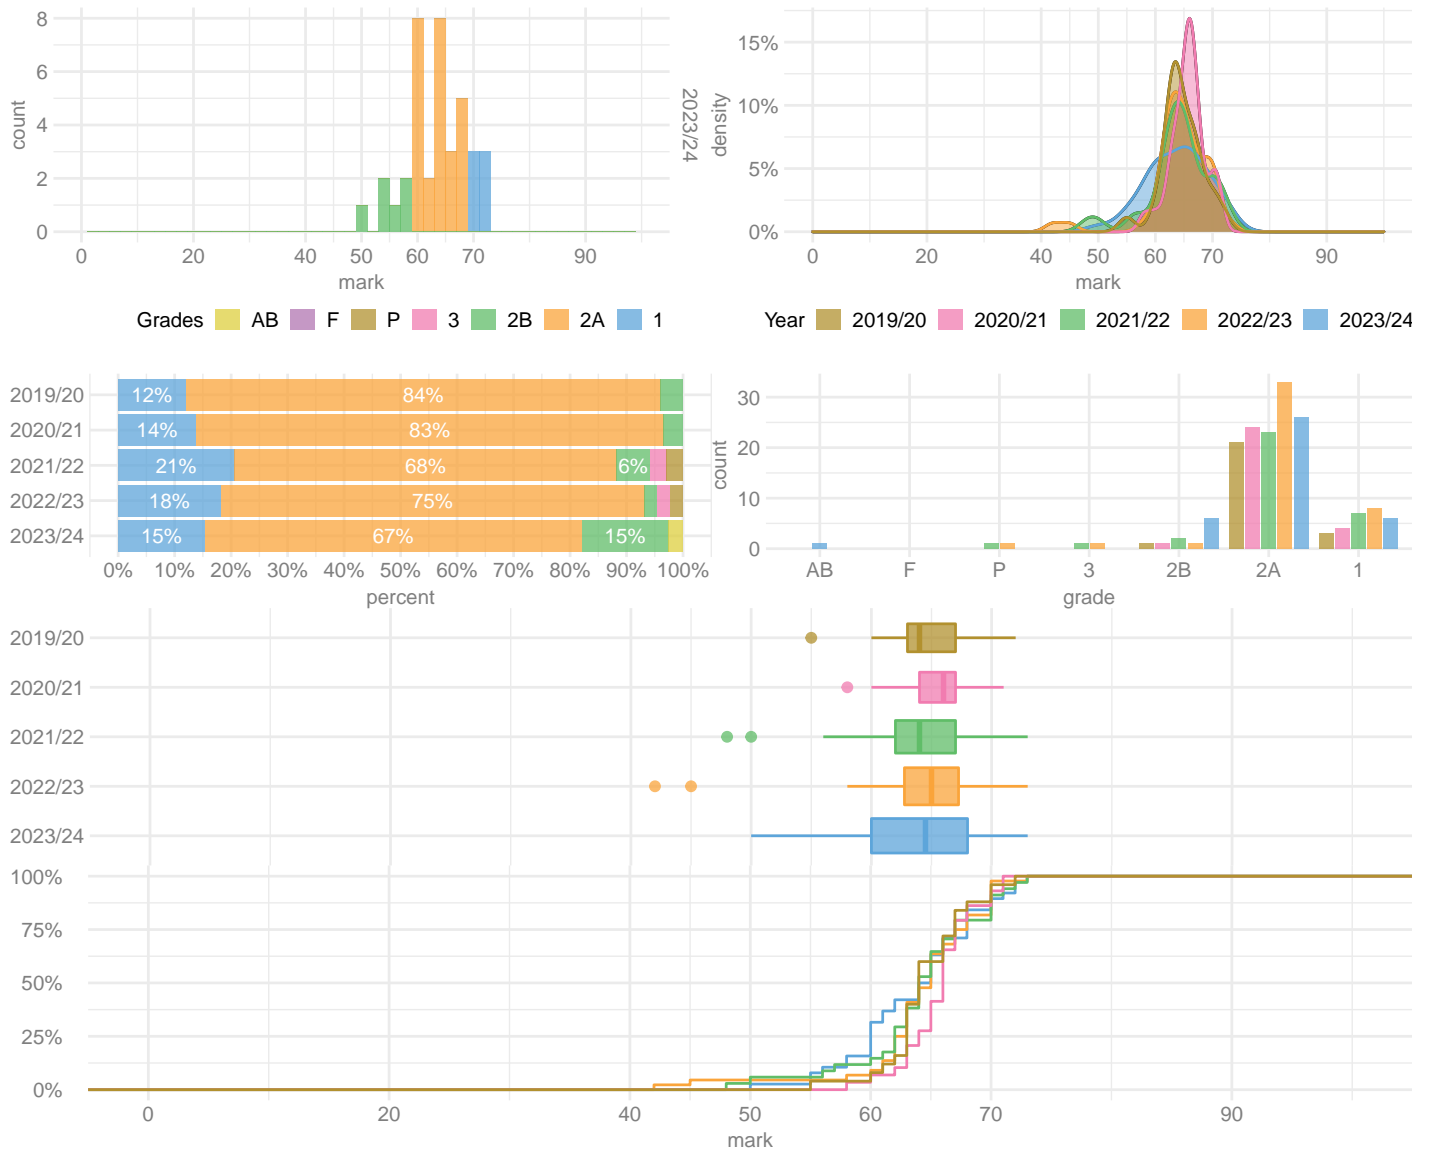 8
6
4
2
0
count
0 20 40 50 60 70 90
mark
2023/24
15%
10%
5%
0%
density
0 20 40 50 60 70 90
mark
Grades AB F P 3 2B 2A 1
Year 2019/20 2020/21 2021/22 2022/23 2023/24
2019/20 12% 84%
2020/21 14% 83%
2021/22 21% 68% 6%
2022/23 18% 75%
2023/24 15% 67% 15%
0% 10% 20% 30% 40% 50% 60% 70% 80% 90% 100%
percent
30
20
10
0
count
AB F P 3 2B 2A 1
grade
2019/20
2020/21
2021/22
2022/23
2023/24
100%
75%
50%
25%
0%
0 20 40 50 60 70 90
mark